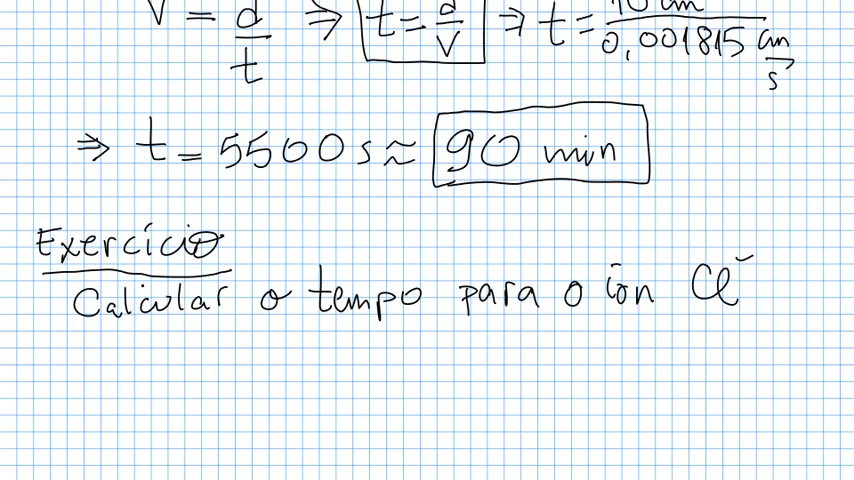 V = d/t ⇒ t = d/V ⇒ t = 10 cm / 0,001815 cm/s
⇒ t = 5500 s ≈ 90 min
Exercício
Calcular o tempo para o íon Cl⁻